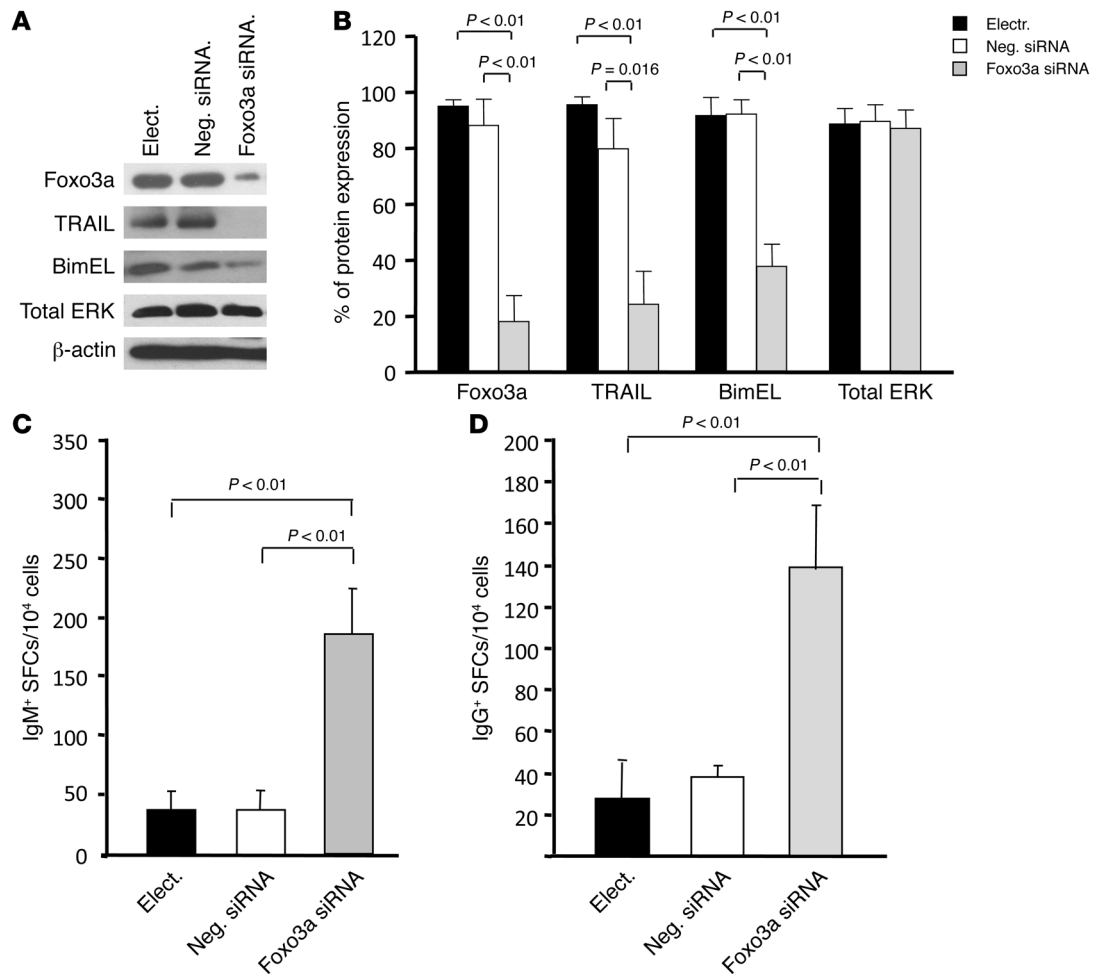 A
Elect.
Neg. siRNA.
Foxo3a siRNA.
Foxo3a
TRAIL
BimEL
Total ERK
β-actin
B
P < 0.01
P < 0.01
P < 0.01
P < 0.01
P = 0.016
P < 0.01
Electr.
Neg. siRNA
Foxo3a siRNA
% of protein expression
120
100
80
60
40
20
0
Foxo3a
TRAIL
BimEL
Total ERK
C
IgM⁺ SFCs/10⁴ cells
350
300
250
200
150
100
50
0
P < 0.01
P < 0.01
Elect.
Neg. siRNA
Foxo3a siRNA
D
IgG⁺ SFCs/10⁴ cells
200
180
160
140
120
100
80
60
40
20
P < 0.01
P < 0.01
Elect.
Neg. siRNA
Foxo3a siRNA